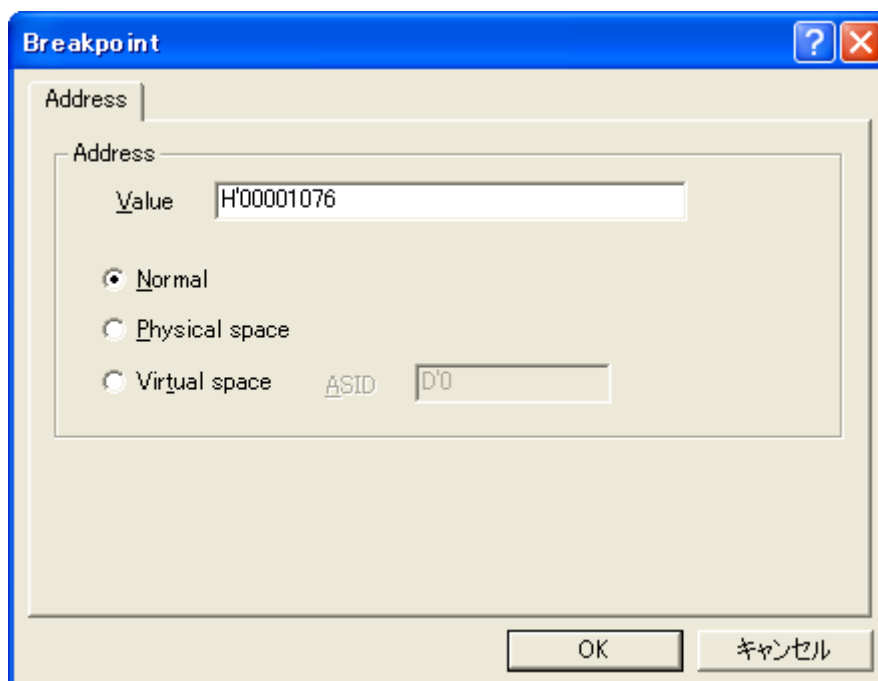 Breakpoint
Address
Address
Value H'00001076
Normal
Physical space
Virtual space ASID D'0
OK キャンセル